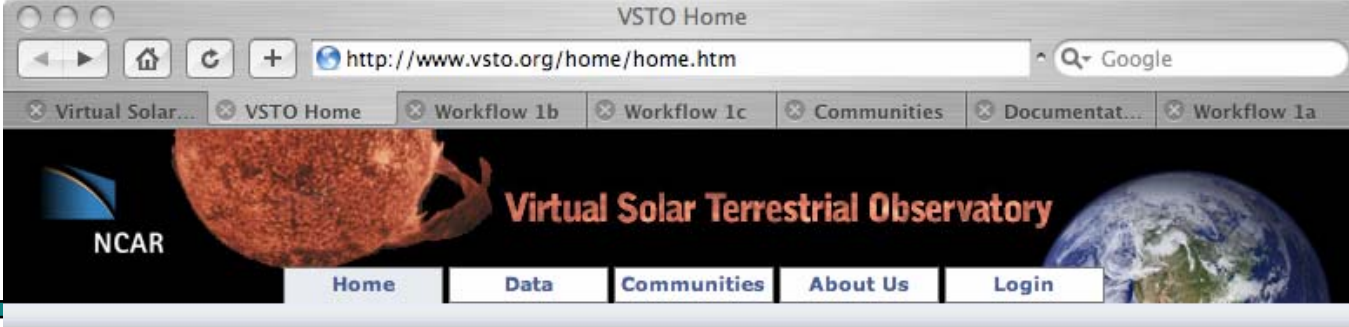 VSTO Home
http://www.vsto.org/home/home.htm Google
Virtual Solar... VSTO Home Workflow 1b Workflow 1c Communities Documentat... Workflow 1a
Virtual Solar Terrestrial Observatory
NCAR
Home Data Communities About Us Login